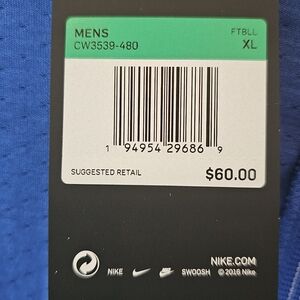 MENS FTBLL
CW3539-480 XL
1 94954 29686 9
SUGGESTED RETAIL $60.00
NIKE.COM
NIKE SWOOSH © 2018 Nike